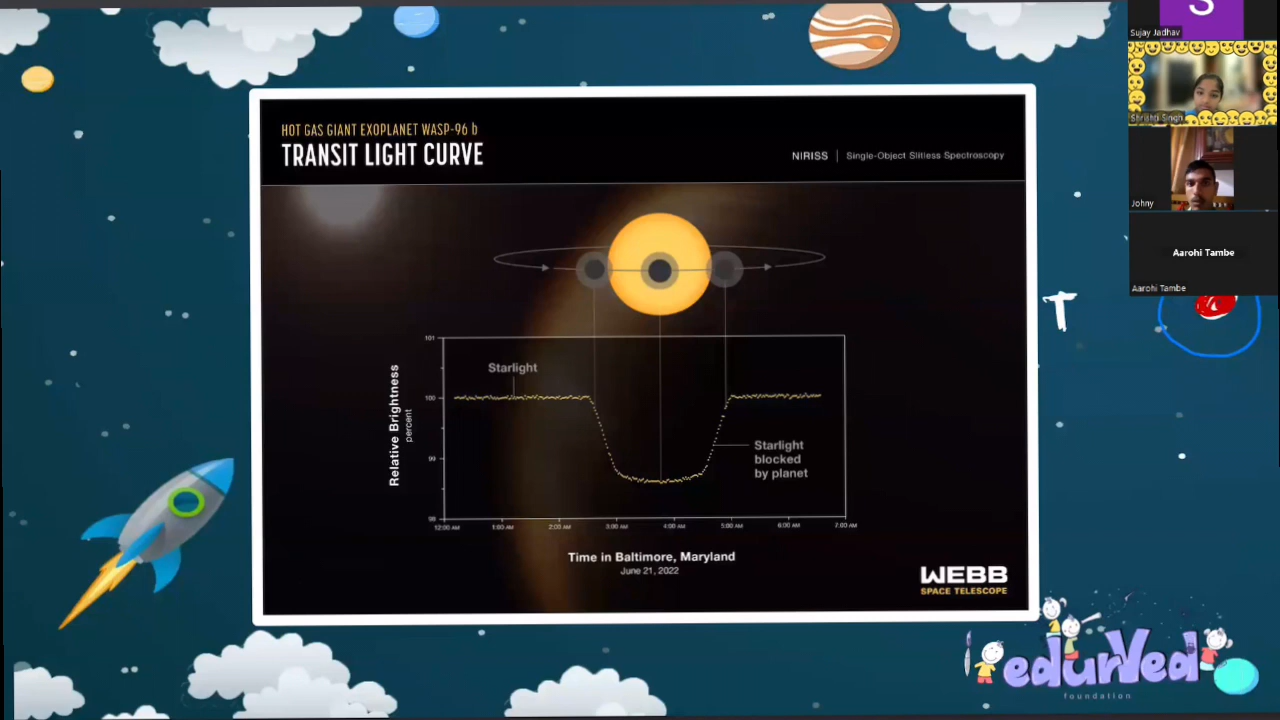 HOT GAS GIANT EXOPLANET WASP-96 b
TRANSIT LIGHT CURVE
NIRISS | Single-Object Slitless Spectroscopy
101
Starlight
100
Relative Brightness
percent
99
Starlight
blocked
by planet
98
12:00 AM 1:00 AM 2:00 AM 3:00 AM 4:00 AM 5:00 AM 6:00 AM 7:00 AM
Time in Baltimore, Maryland
June 21, 2022
WEBB
SPACE TELESCOPE
T
S
Sujay Jadhav
Shrishti Singh
Johny
Aarohi Tambe
Aarohi Tambe
edurVed
foundation